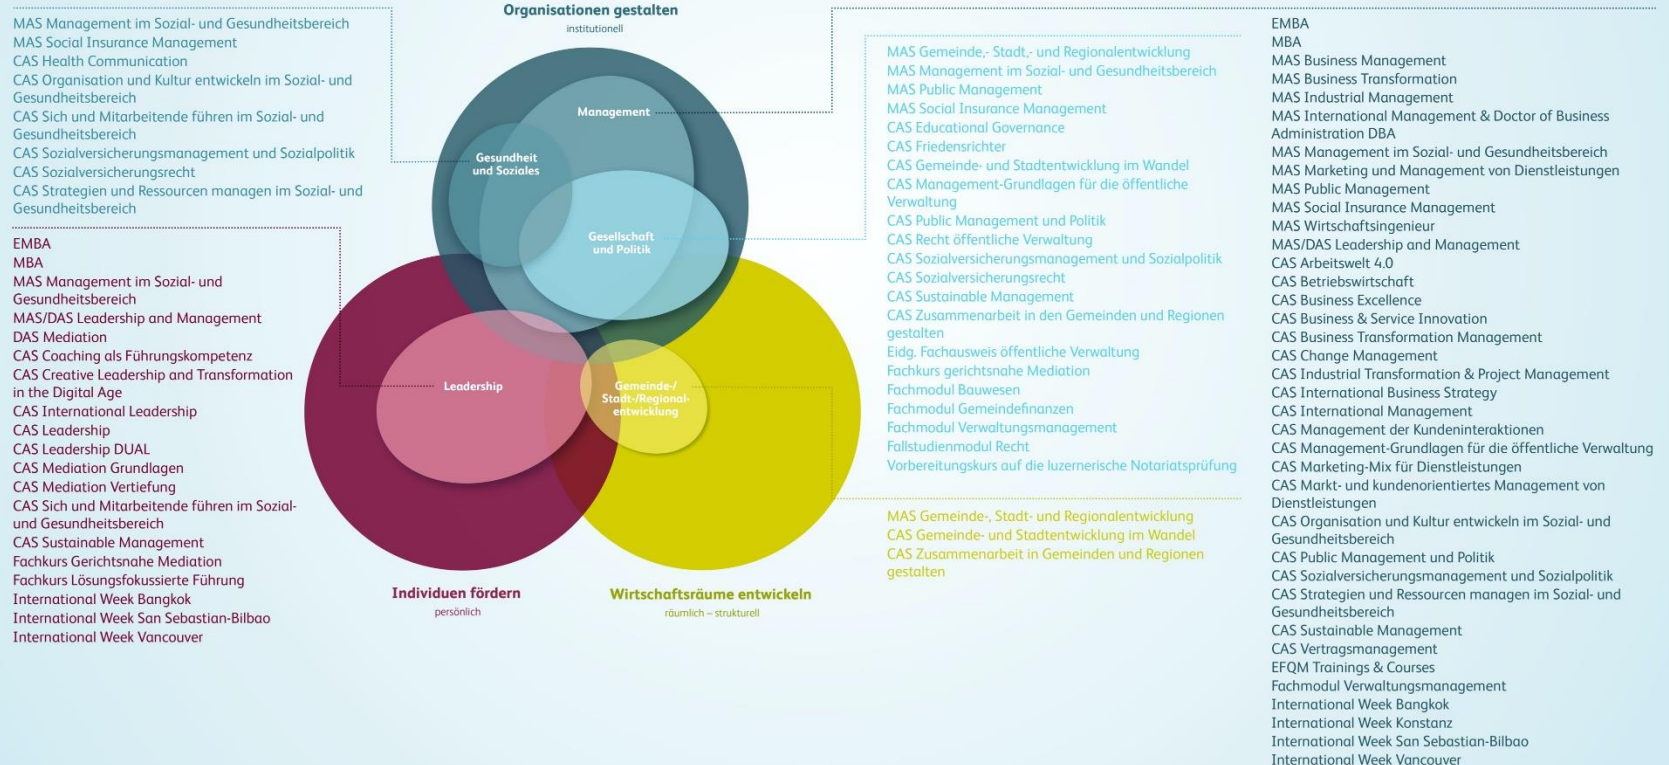 MAS Management im Sozial- und Gesundheitsbereich
MAS Social Insurance Management
CAS Health Communication
CAS Organisation und Kultur entwickeln im Sozial- und
Gesundheitsbereich
CAS Sich und Mitarbeitende führen im Sozial- und
Gesundheitsbereich
CAS Sozialversicherungsmanagement und Sozialpolitik
CAS Sozialversicherungsrecht
CAS Strategien und Ressourcen managen im Sozial- und
Gesundheitsbereich
EMBA
MBA
MAS Management im Sozial- und
Gesundheitsbereich
MAS/DAS Leadership and Management
DAS Mediation
CAS Coaching als Führungskompetenz
CAS Creative Leadership and Transformation
in the Digital Age
CAS International Leadership
CAS Leadership
CAS Leadership DUAL
CAS Mediation Grundlagen
CAS Mediation Vertiefung
CAS Sich und Mitarbeitende führen im Sozial-
und Gesundheitsbereich
CAS Sustainable Management
Fachkurs Gerichtsnahe Mediation
Fachkurs Lösungsfokussierte Führung
International Week Bangkok
International Week San Sebastian-Bilbao
International Week Vancouver
Organisationen gestalten
institutionell
Management
Gesundheit
und Soziales
Gesellschaft
und Politik
Leadership
Gemeinde-/
Stadt-/Regional-
entwicklung
Individuen fördern
persönlich
Wirtschaftsräume entwickeln
räumlich – strukturell
MAS Gemeinde,- Stadt,- und Regionalentwicklung
MAS Management im Sozial- und Gesundheitsbereich
MAS Public Management
MAS Social Insurance Management
CAS Educational Governance
CAS Friedensrichter
CAS Gemeinde- und Stadtentwicklung im Wandel
CAS Management-Grundlagen für die öffentliche
Verwaltung
CAS Public Management und Politik
CAS Recht öffentliche Verwaltung
CAS Sozialversicherungsmanagement und Sozialpolitik
CAS Sozialversicherungsrecht
CAS Sustainable Management
CAS Zusammenarbeit in den Gemeinden und Regionen
gestalten
Eidg. Fachausweis öffentliche Verwaltung
Fachkurs gerichtsnahe Mediation
Fachmodul Bauwesen
Fachmodul Gemeindefinanzen
Fachmodul Verwaltungsmanagement
Fallstudienmodul Recht
Vorbereitungskurs auf die luzernerische Notariatsprüfung
MAS Gemeinde-, Stadt- und Regionalentwicklung
CAS Gemeinde- und Stadtentwicklung im Wandel
CAS Zusammenarbeit in Gemeinden und Regionen
gestalten
EMBA
MBA
MAS Business Management
MAS Business Transformation
MAS Industrial Management
MAS International Management & Doctor of Business
Administration DBA
MAS Management im Sozial- und Gesundheitsbereich
MAS Marketing und Management von Dienstleistungen
MAS Public Management
MAS Social Insurance Management
MAS Wirtschaftsingenieur
MAS/DAS Leadership and Management
CAS Arbeitswelt 4.0
CAS Betriebswirtschaft
CAS Business Excellence
CAS Business & Service Innovation
CAS Business Transformation Management
CAS Change Management
CAS Industrial Transformation & Project Management
CAS International Business Strategy
CAS International Management
CAS Management der Kundeninteraktionen
CAS Management-Grundlagen für die öffentliche Verwaltung
CAS Marketing-Mix für Dienstleistungen
CAS Markt- und kundenorientiertes Management von
Dienstleistungen
CAS Organisation und Kultur entwickeln im Sozial- und
Gesundheitsbereich
CAS Public Management und Politik
CAS Sozialversicherungsmanagement und Sozialpolitik
CAS Strategien und Ressourcen managen im Sozial- und
Gesundheitsbereich
CAS Sustainable Management
CAS Vertragsmanagement
EFQM Trainings & Courses
Fachmodul Verwaltungsmanagement
International Week Bangkok
International Week Konstanz
International Week San Sebastian-Bilbao
International Week Vancouver